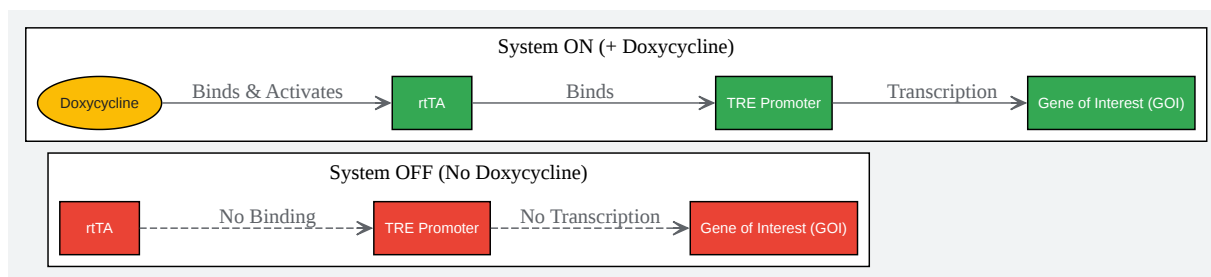 System ON (+ Doxycycline)
Doxycycline
Binds & Activates
rtTA
Binds
TRE Promoter
Transcription
Gene of Interest (GOI)
System OFF (No Doxycycline)
rtTA
No Binding
TRE Promoter
No Transcription
Gene of Interest (GOI)